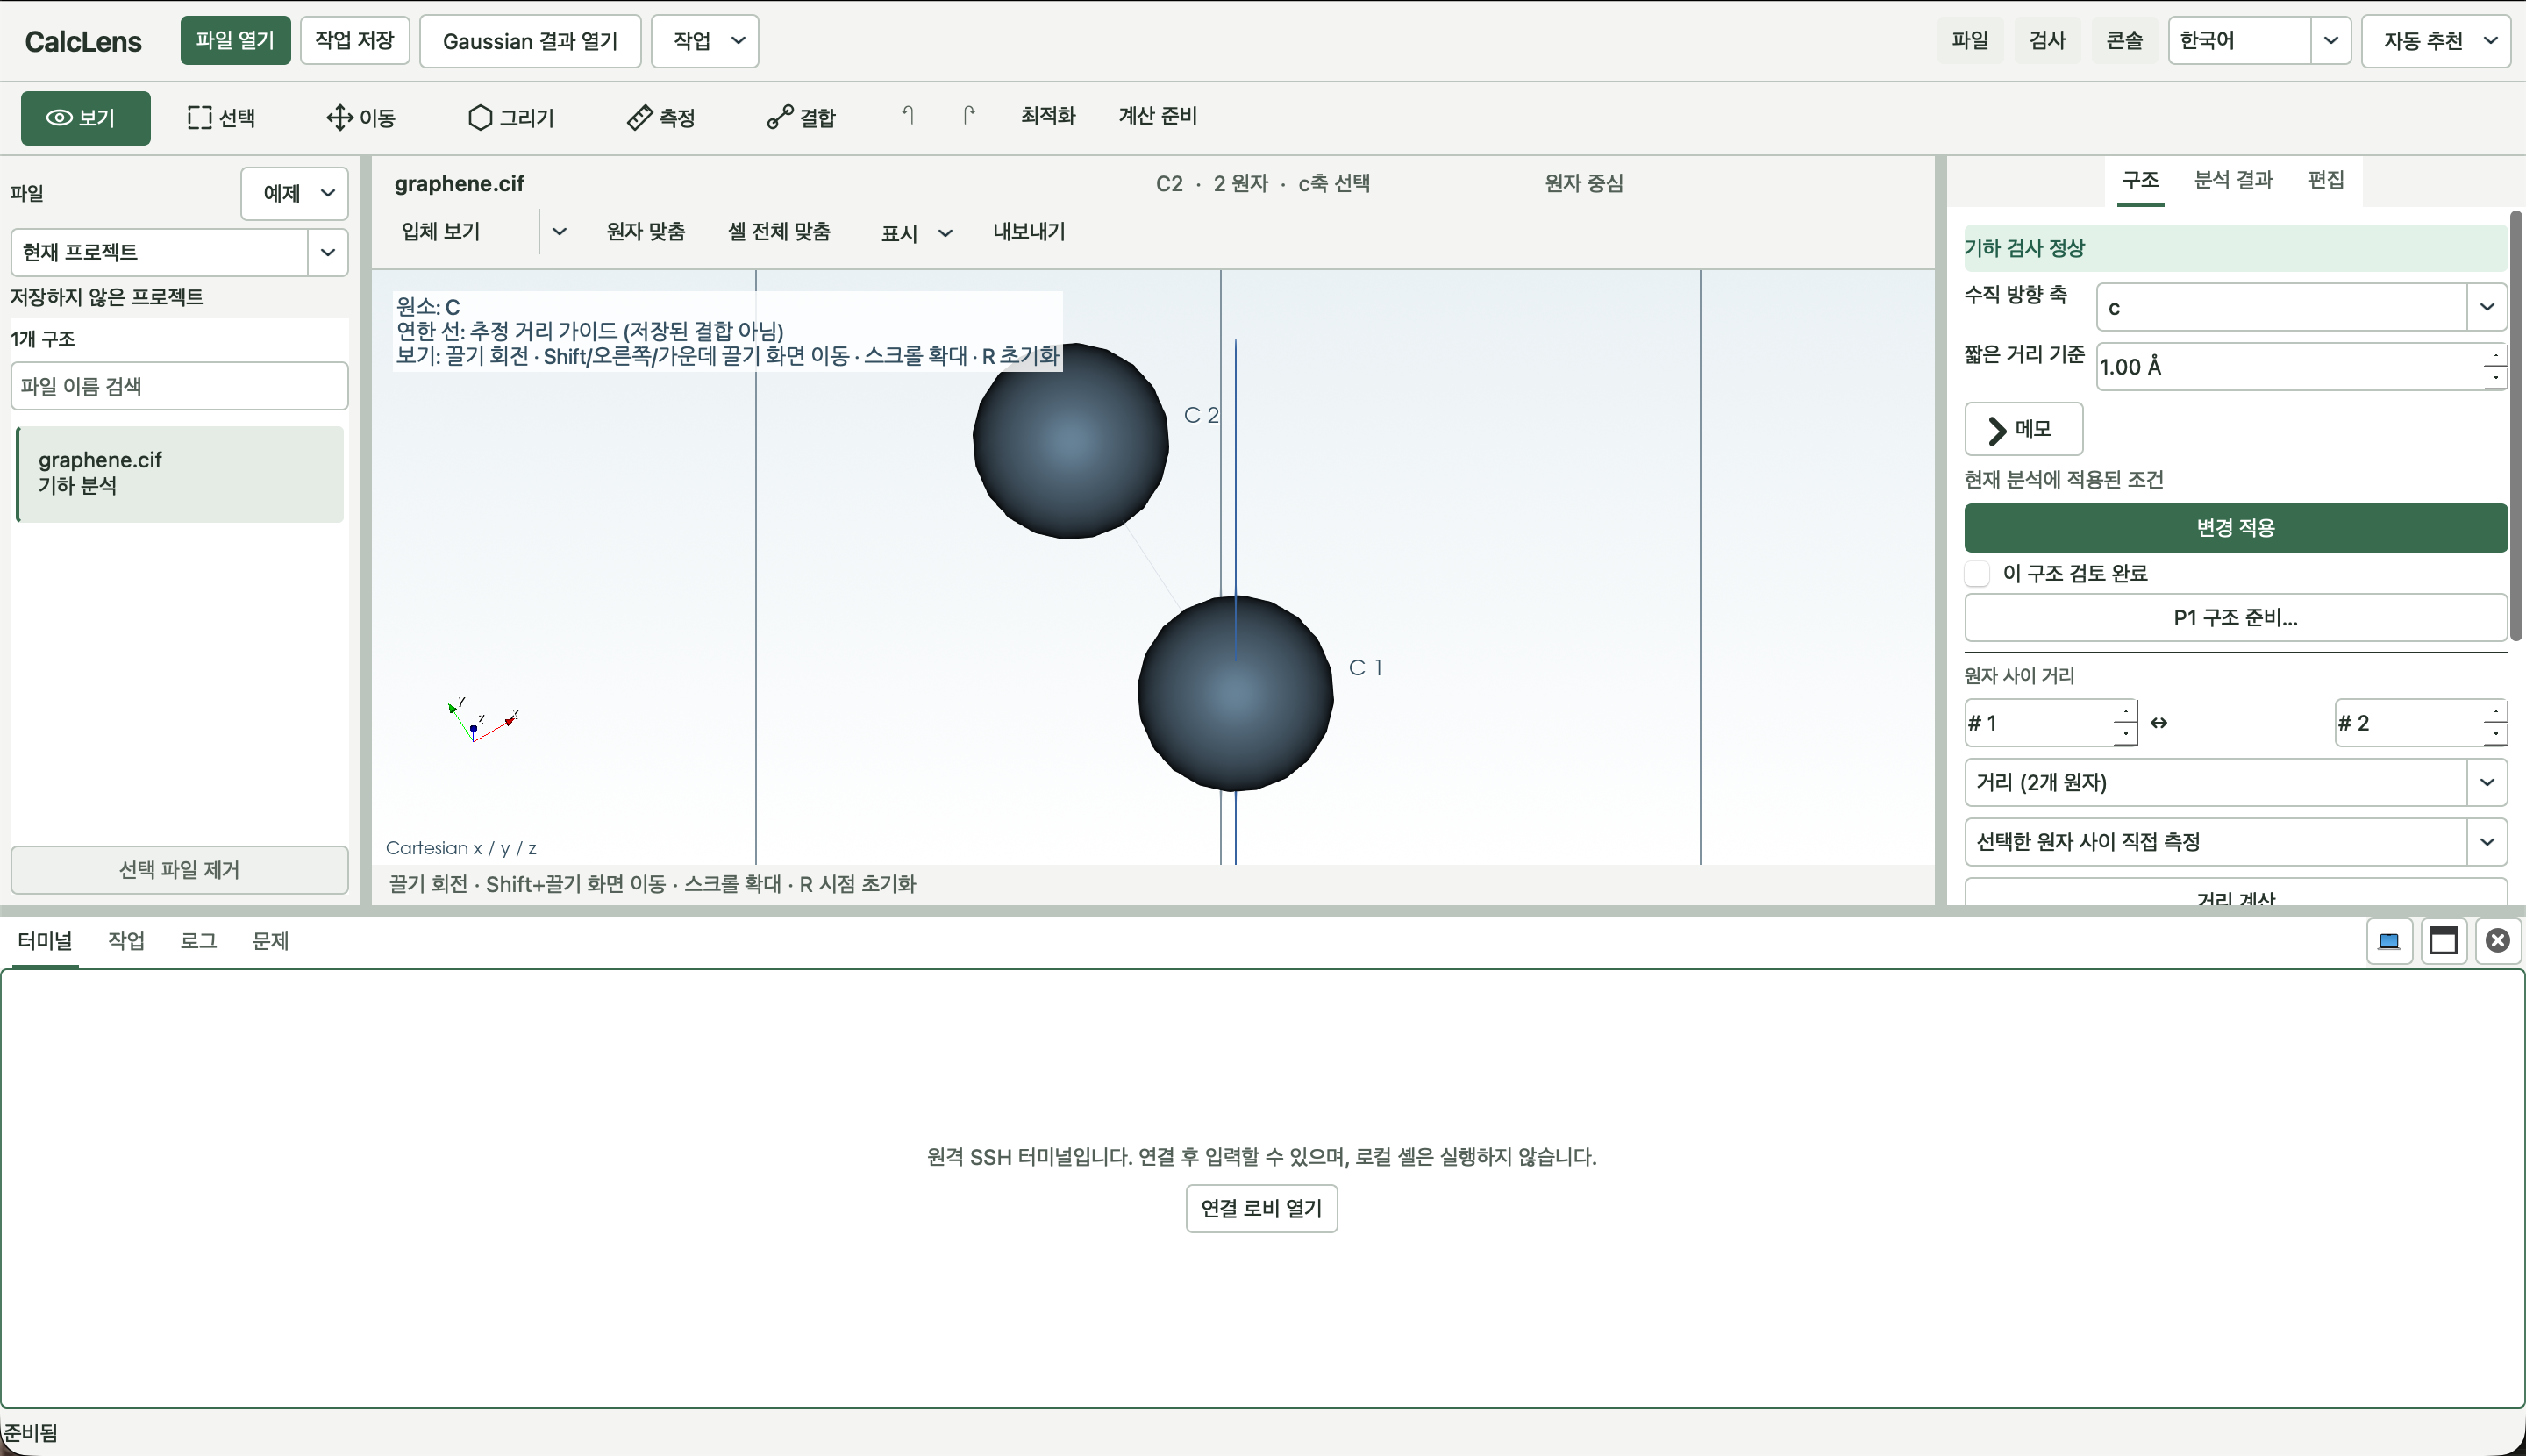 CalcLens
파일 열기
작업 저장
Gaussian 결과 열기
작업
파일
검사
콘솔
한국어
자동 추천
보기
선택
이동
그리기
측정
결합
최적화
계산 준비
파일
예제
현재 프로젝트
저장하지 않은 프로젝트
1개 구조
파일 이름 검색
graphene.cif
기하 분석
선택 파일 제거
graphene.cif
C2 · 2 원자 · c축 선택
원자 중심
입체 보기
원자 맞춤
셀 전체 맞춤
표시
내보내기
원소: C
연한 선: 추정 거리 가이드 (저장된 결합 아님)
보기: 끌기 회전 · Shift/오른쪽/가운데 끌기 화면 이동 · 스크롤 확대 · R 초기화
C 2
C 1
Y
Z
X
Cartesian x / y / z
끌기 회전 · Shift+끌기 화면 이동 · 스크롤 확대 · R 시점 초기화
구조
분석 결과
편집
기하 검사 정상
수직 방향 축
c
짧은 거리 기준
1.00 Å
메모
현재 분석에 적용된 조건
변경 적용
이 구조 검토 완료
P1 구조 준비...
원자 사이 거리
# 1
↔
# 2
거리 (2개 원자)
선택한 원자 사이 직접 측정
거리 계산
터미널
작업
로그
문제
원격 SSH 터미널입니다. 연결 후 입력할 수 있으며, 로컬 셸은 실행하지 않습니다.
연결 로비 열기
준비됨